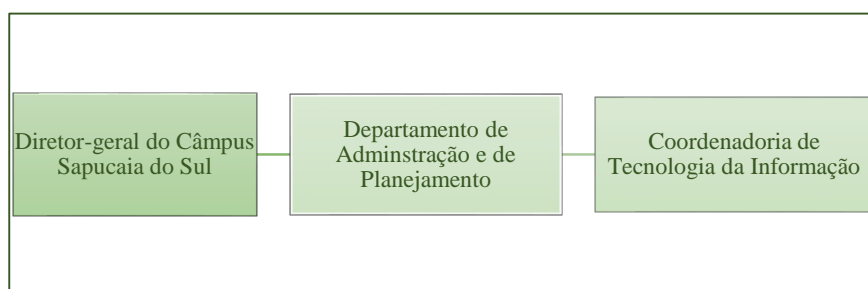 Diretor-geral do Câmpus
Sapucaia do Sul
Departamento de
Adminstração e de
Planejamento
Coordenadoria de
Tecnologia da Informação